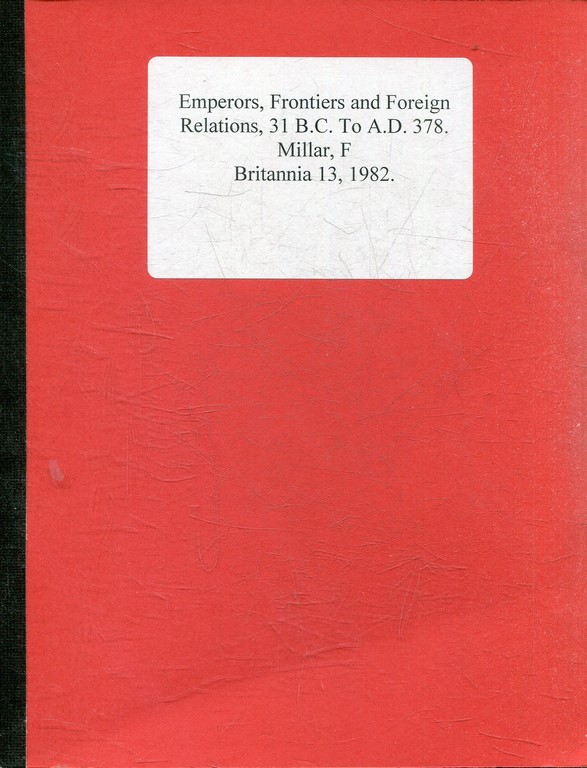 Emperors, Frontiers and Foreign
Relations, 31 B.C. To A.D. 378.
Millar, F
Britannia 13, 1982.